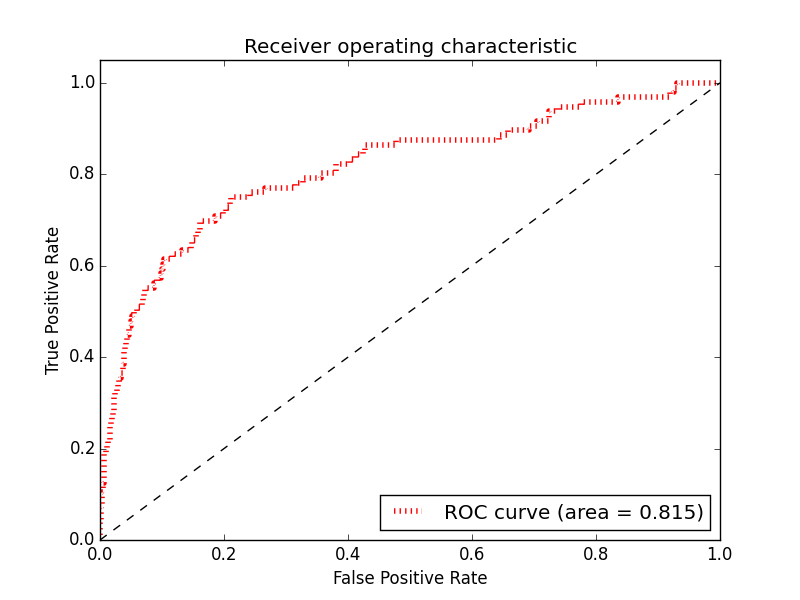 Receiver operating characteristic
1.0
0.8
0.6
0.4
0.2
0.0
True Positive Rate
ROC curve (area = 0.815)
0.0 0.2 0.4 0.6 0.8 1.0
False Positive Rate